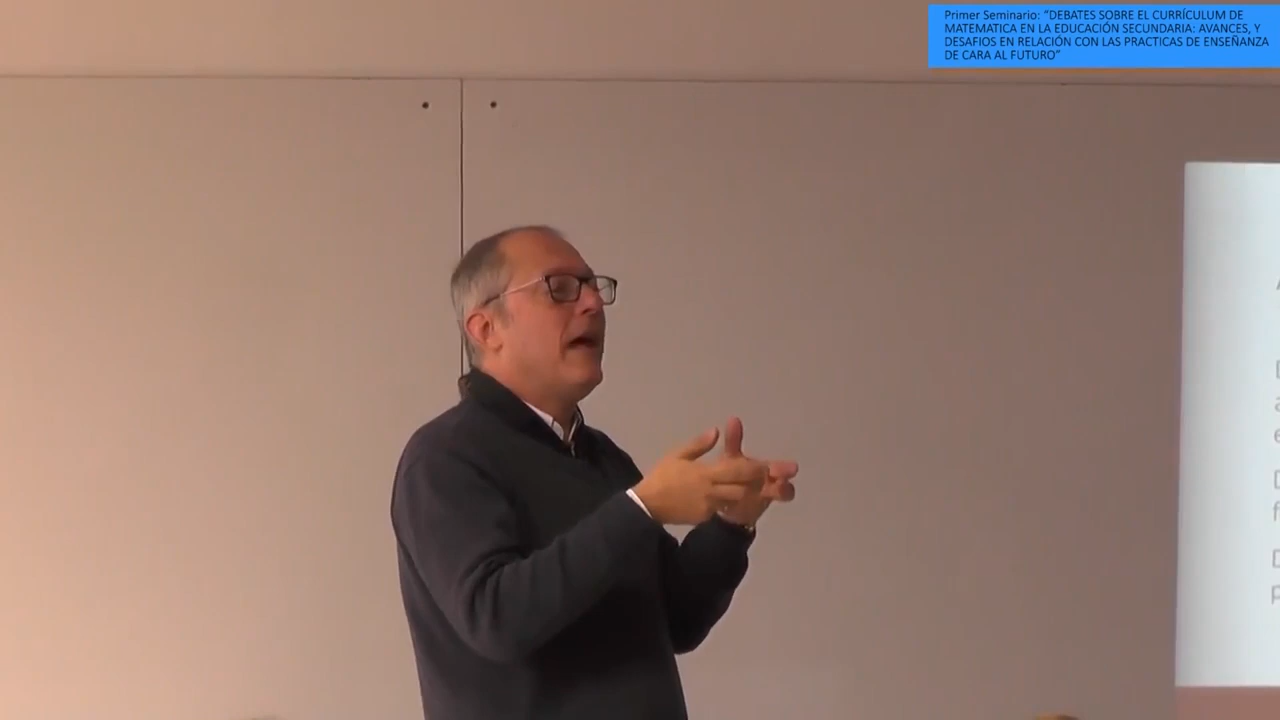 Primer Seminario: "DEBATES SOBRE EL CURRÍCULUM DE
MATEMATICA EN LA EDUCACIÓN SECUNDARIA: AVANCES, Y
DESAFIOS EN RELACIÓN CON LAS PRACTICAS DE ENSEÑANZA
DE CARA AL FUTURO"